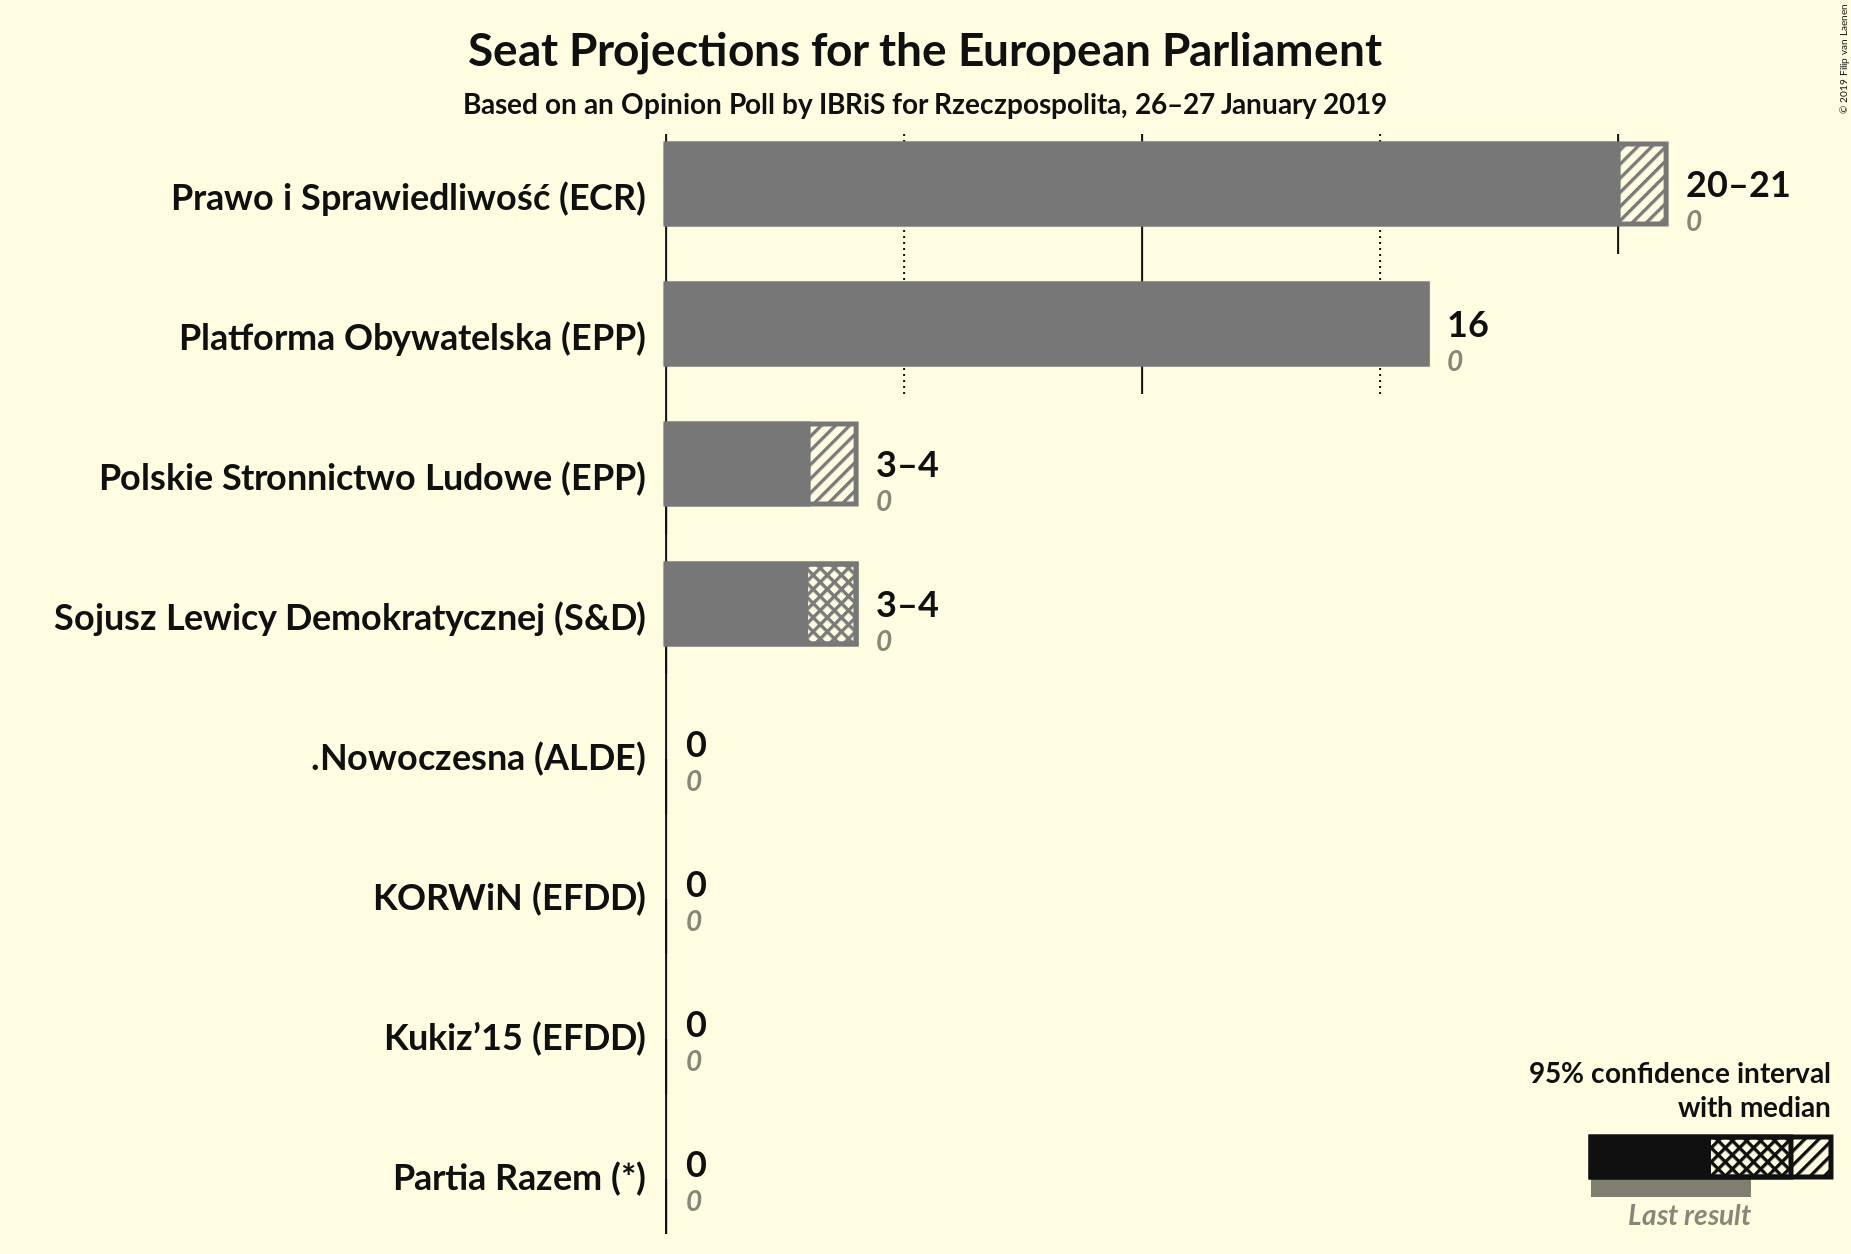 Seat Projections for the European Parliament
Based on an Opinion Poll by IBRiS for Rzeczpospolita, 26–27 January 2019
© 2019 Filip van Laenen
Prawo i Sprawiedliwość (ECR)
20–21
0
Platforma Obywatelska (EPP)
16
0
Polskie Stronnictwo Ludowe (EPP)
3–4
0
Sojusz Lewicy Demokratycznej (S&D)
3–4
0
.Nowoczesna (ALDE)
0
0
KORWiN (EFDD)
0
0
Kukiz’15 (EFDD)
0
0
Partia Razem (*)
0
0
95% confidence interval
with median
Last result